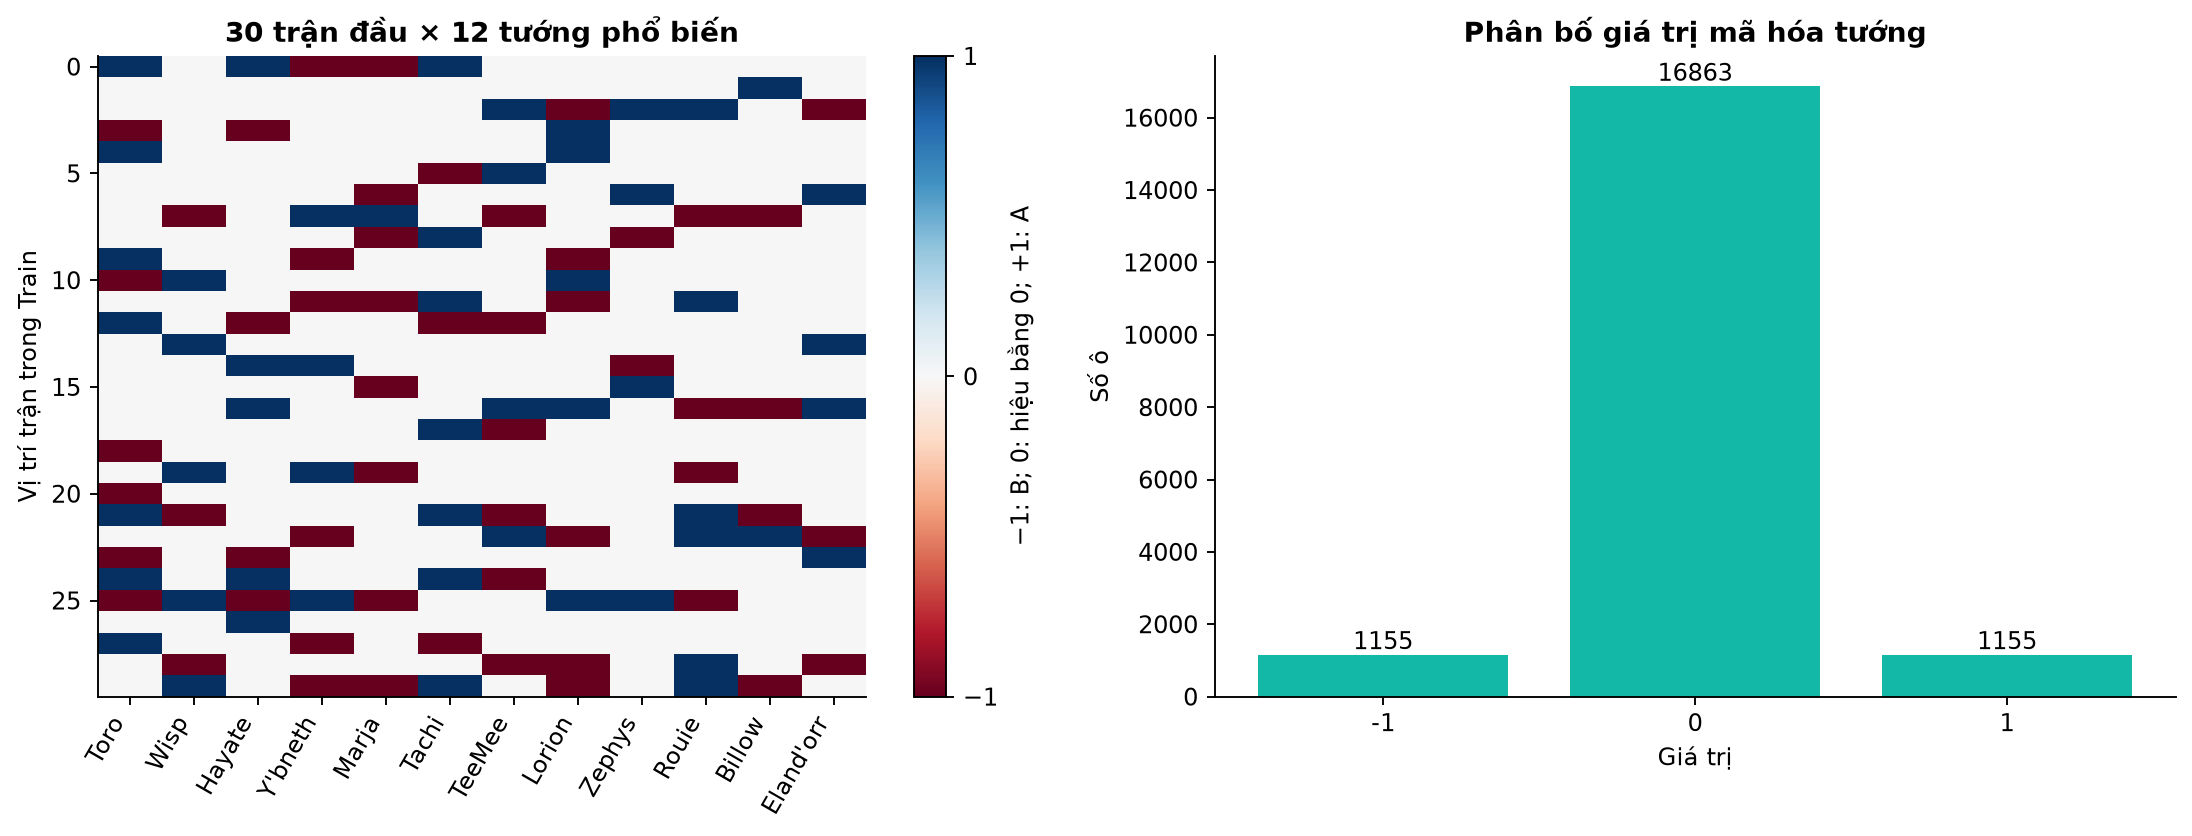 30 trận đầu × 12 tướng phổ biến
Vị trí trận trong Train
0
5
10
15
20
25
Toro
Wisp
Hayate
Y'bneth
Marja
Tachi
TeeMee
Lorion
Zephys
Rouie
Billow
Eland'orr
1
0
−1
−1: B; 0: hiệu bằng 0; +1: A
Phân bố giá trị mã hóa tướng
Số ô
16000
14000
12000
10000
8000
6000
4000
2000
0
1155
16863
1155
-1
0
1
Giá trị